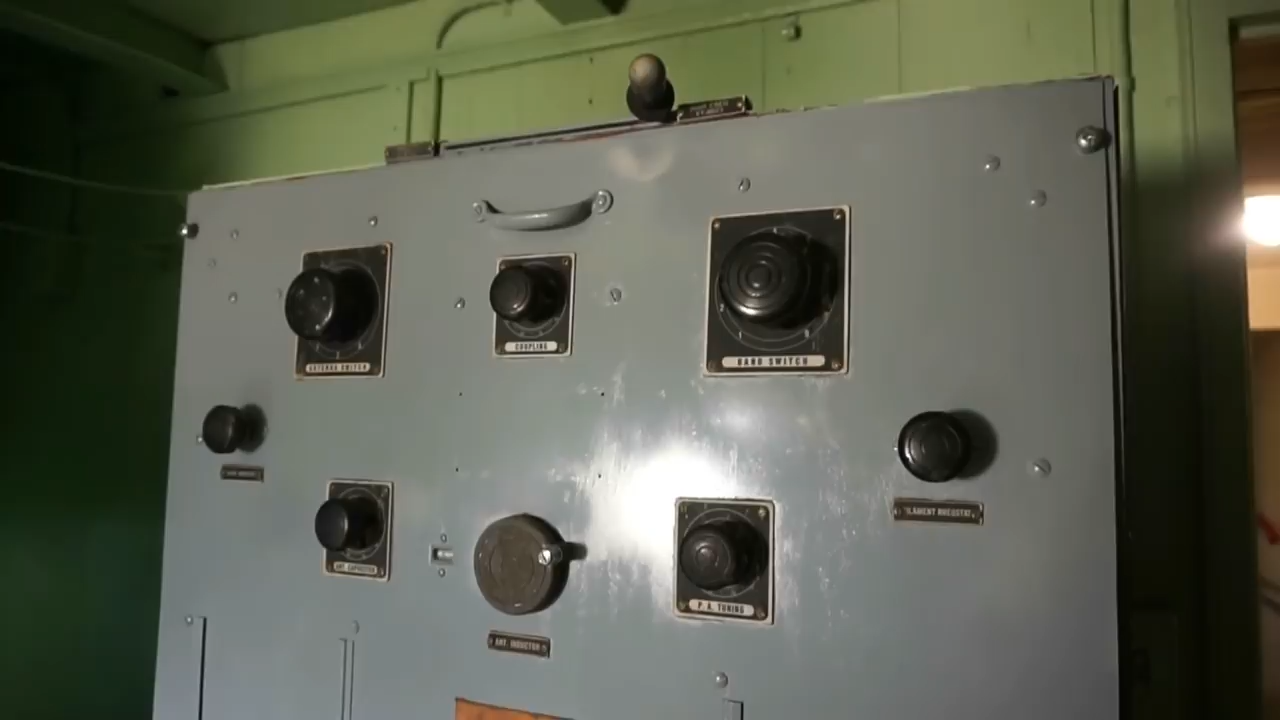 ANTENNA SWITCH
COUPLING
BAND SWITCH
FILAMENT RHEOSTAT
ANT. CAPACITOR
P. A. TUNING
ANT. INDUCTOR